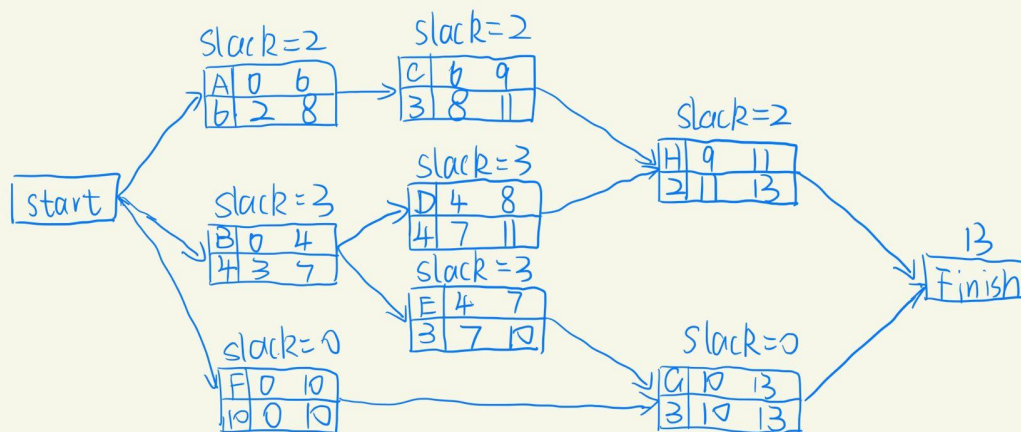 slack=2
A 0 6
6 2 8
slack=2
C 6 9
3 8 11
slack=2
H 9 11
2 11 13
start
slack=3
B 0 4
4 3 7
slack=3
D 4 8
4 7 11
slack=3
E 4 7
3 7 10
13
Finish
slack=0
F 0 10
10 0 10
slack=0
G 10 13
3 10 13